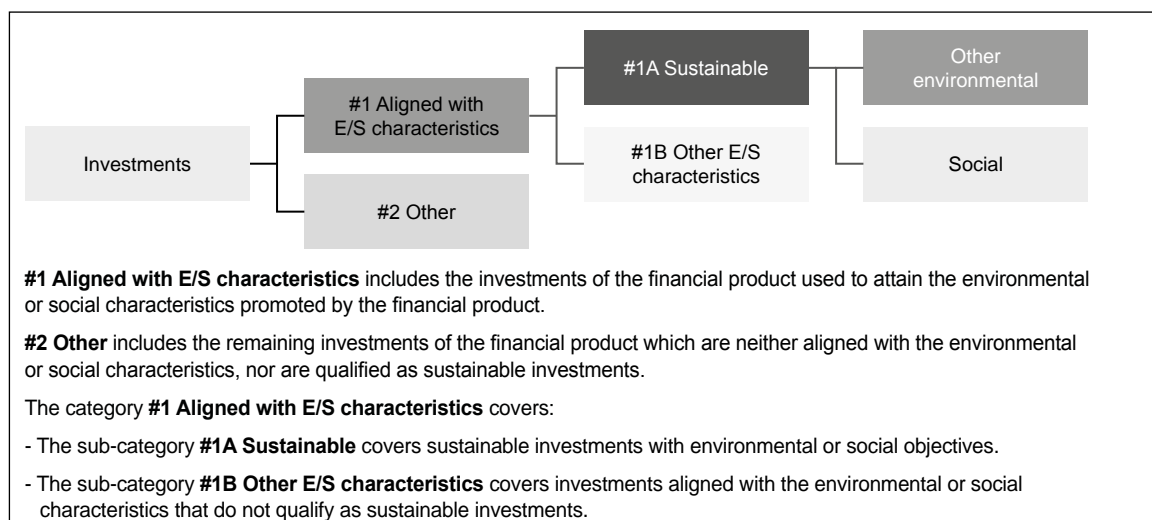 Investments
#1 Aligned with
E/S characteristics
#2 Other
#1A Sustainable
#1B Other E/S
characteristics
Other
environmental
Social
#1 Aligned with E/S characteristics includes the investments of the financial product used to attain the environmental
or social characteristics promoted by the financial product.
#2 Other includes the remaining investments of the financial product which are neither aligned with the environmental
or social characteristics, nor are qualified as sustainable investments.
The category #1 Aligned with E/S characteristics covers:
- The sub-category #1A Sustainable covers sustainable investments with environmental or social objectives.
- The sub-category #1B Other E/S characteristics covers investments aligned with the environmental or social
characteristics that do not qualify as sustainable investments.